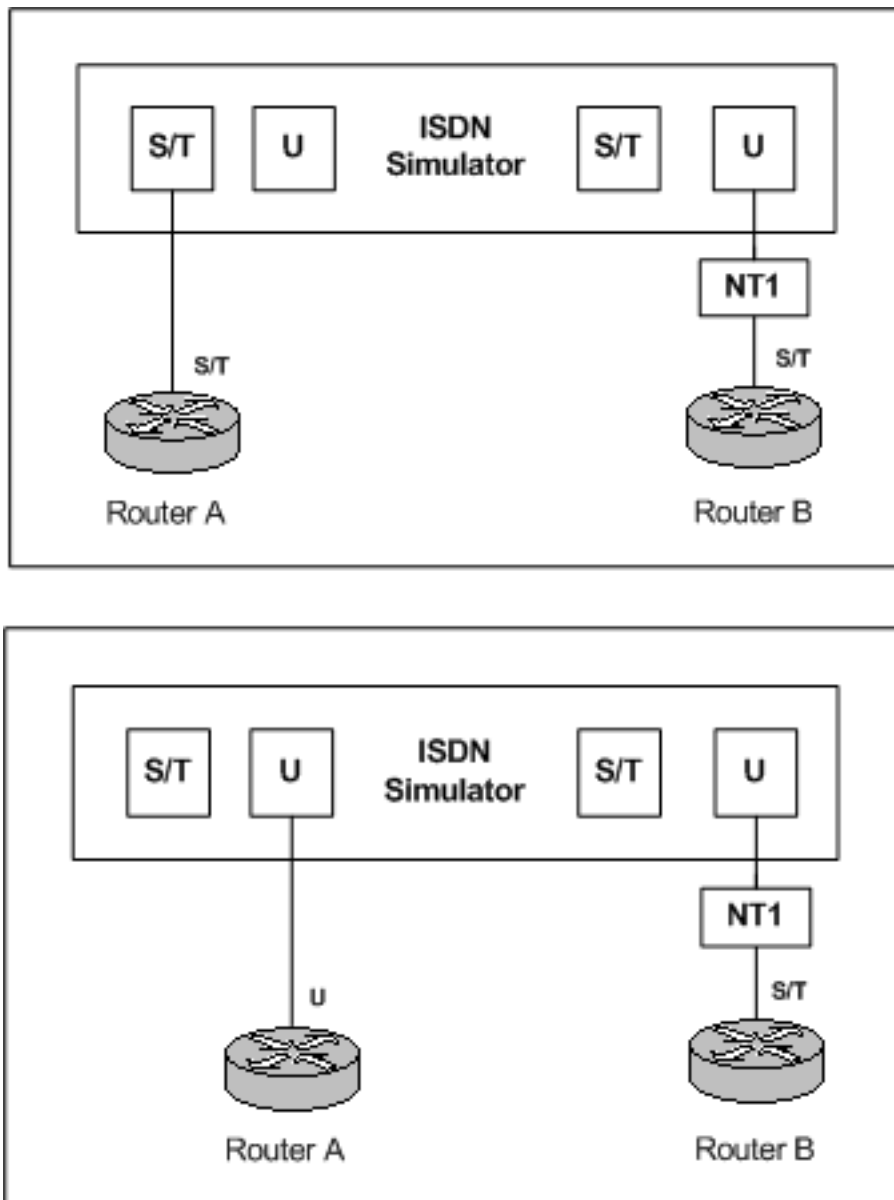 S/T U ISDN Simulator S/T U
NT1
S/T S/T
Router A Router B
S/T U ISDN Simulator S/T U
NT1
U S/T
Router A Router B